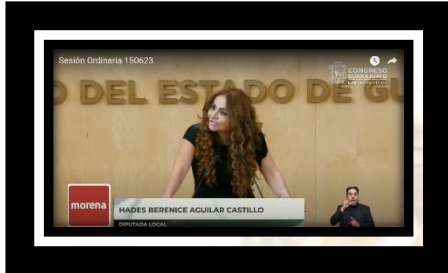 Sesión Ordinaria 150623
CONGRESO
GUANAJUATO
O DEL ESTADO DE GU
morena
HADES BERENICE AGUILAR CASTILLO
DIPUTADA LOCAL